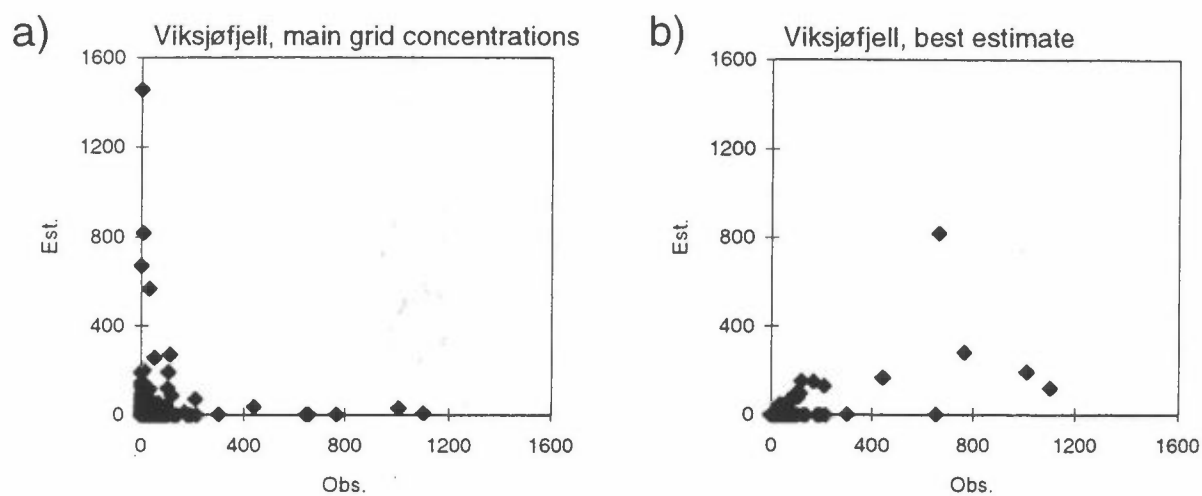 a) Viksjøfjell, main grid concentrations
1600
1200
800
400
0
Est.
0 400 800 1200 1600
Obs.
b) Viksjøfjell, best estimate
1600
1200
800
400
0
Est.
0 400 800 1200 1600
Obs.